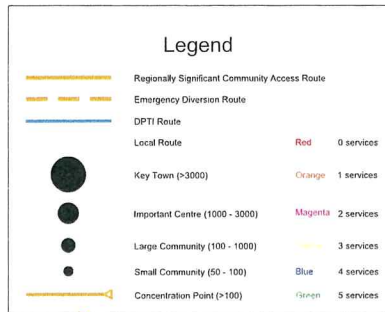 Legend
Regionally Significant Community Access Route
Emergency Diversion Route
DPTI Route
Local Route Red 0 services
Key Town (>3000) Orange 1 services
Important Centre (1000 - 3000) Magenta 2 services
Large Community (100 - 1000) 3 services
Small Community (50 - 100) Blue 4 services
Concentration Point (>100) Green 5 services